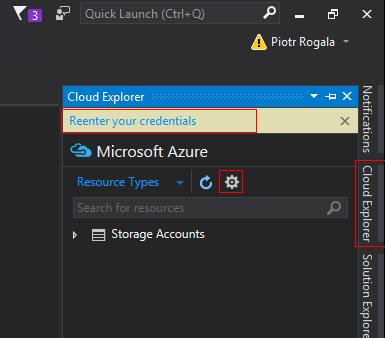 3
Quick Launch (Ctrl+Q)
Piotr Rogala
Cloud Explorer
Reenter your credentials
Microsoft Azure
Resource Types
Search for resources
Storage Accounts
Notifications
Cloud Explorer
Solution Explore